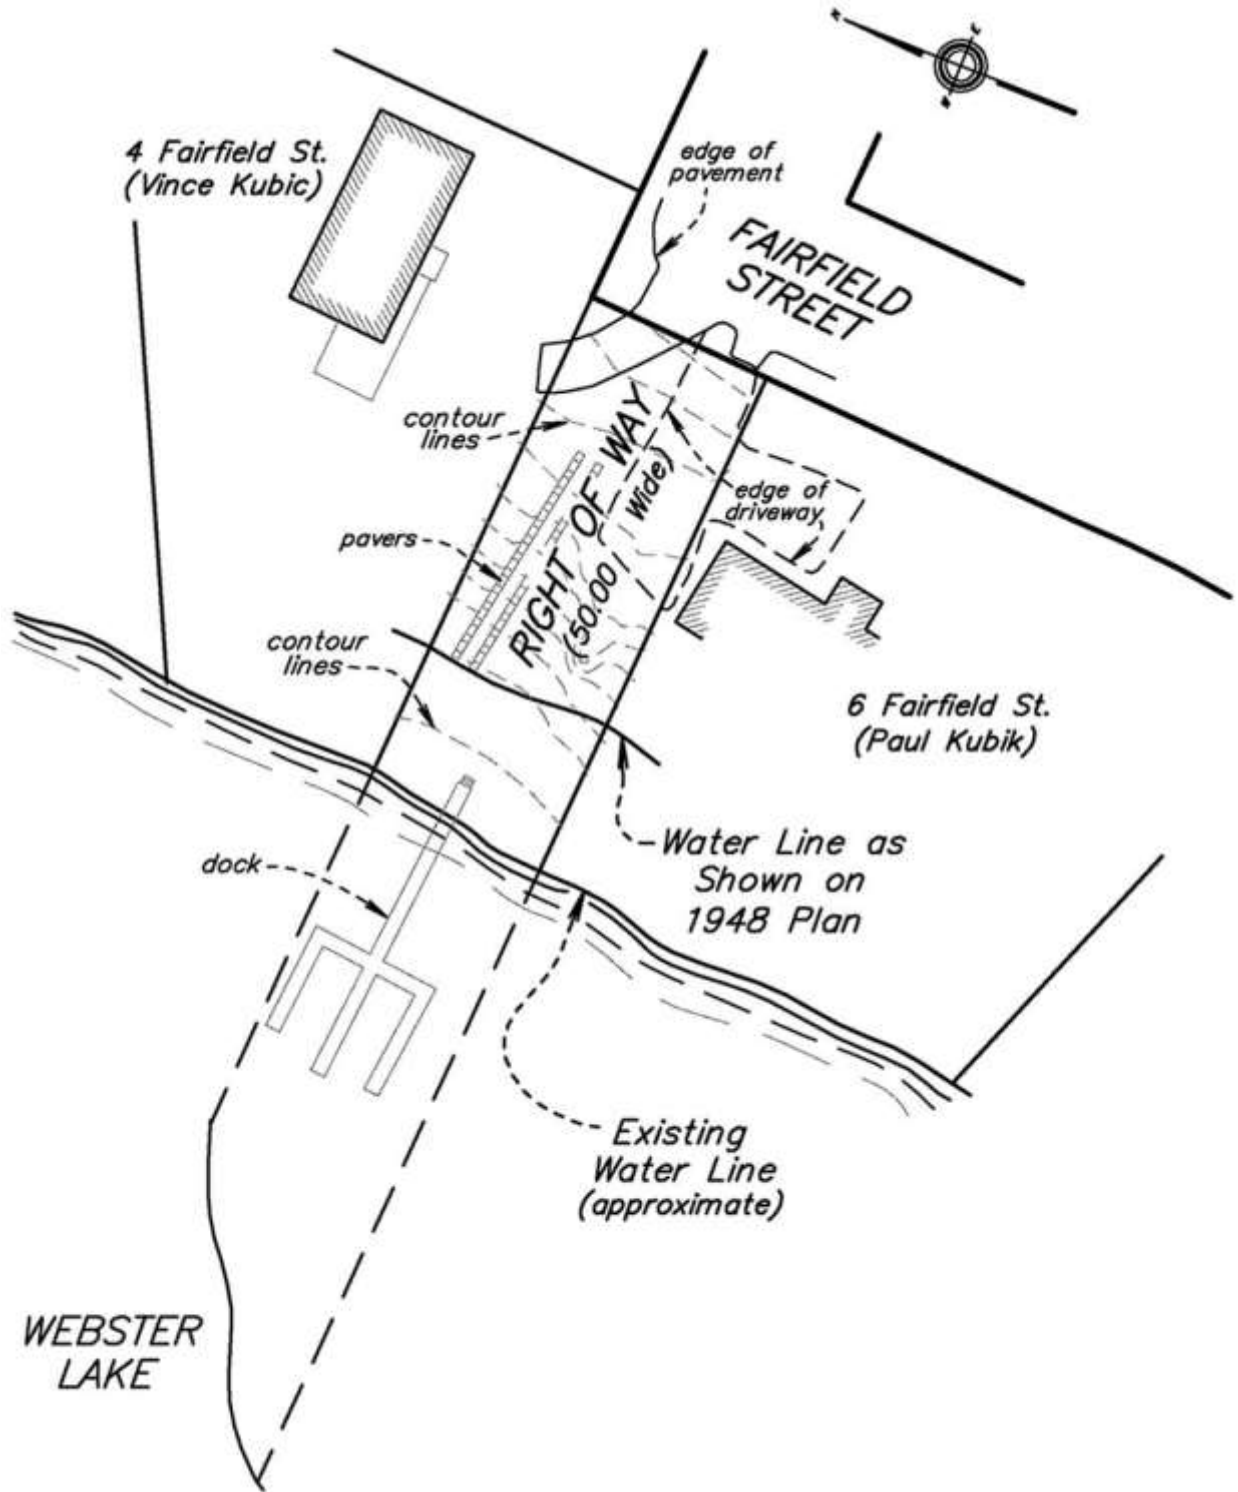 4 Fairfield St.
(Vince Kubic)
edge of
pavement
FAIRFIELD
STREET
contour
lines
RIGHT OF WAY
(50.00 Wide)
edge of
driveway
pavers
contour
lines
6 Fairfield St.
(Paul Kubik)
Water Line as
Shown on
1948 Plan
dock
Existing
Water Line
(approximate)
WEBSTER
LAKE